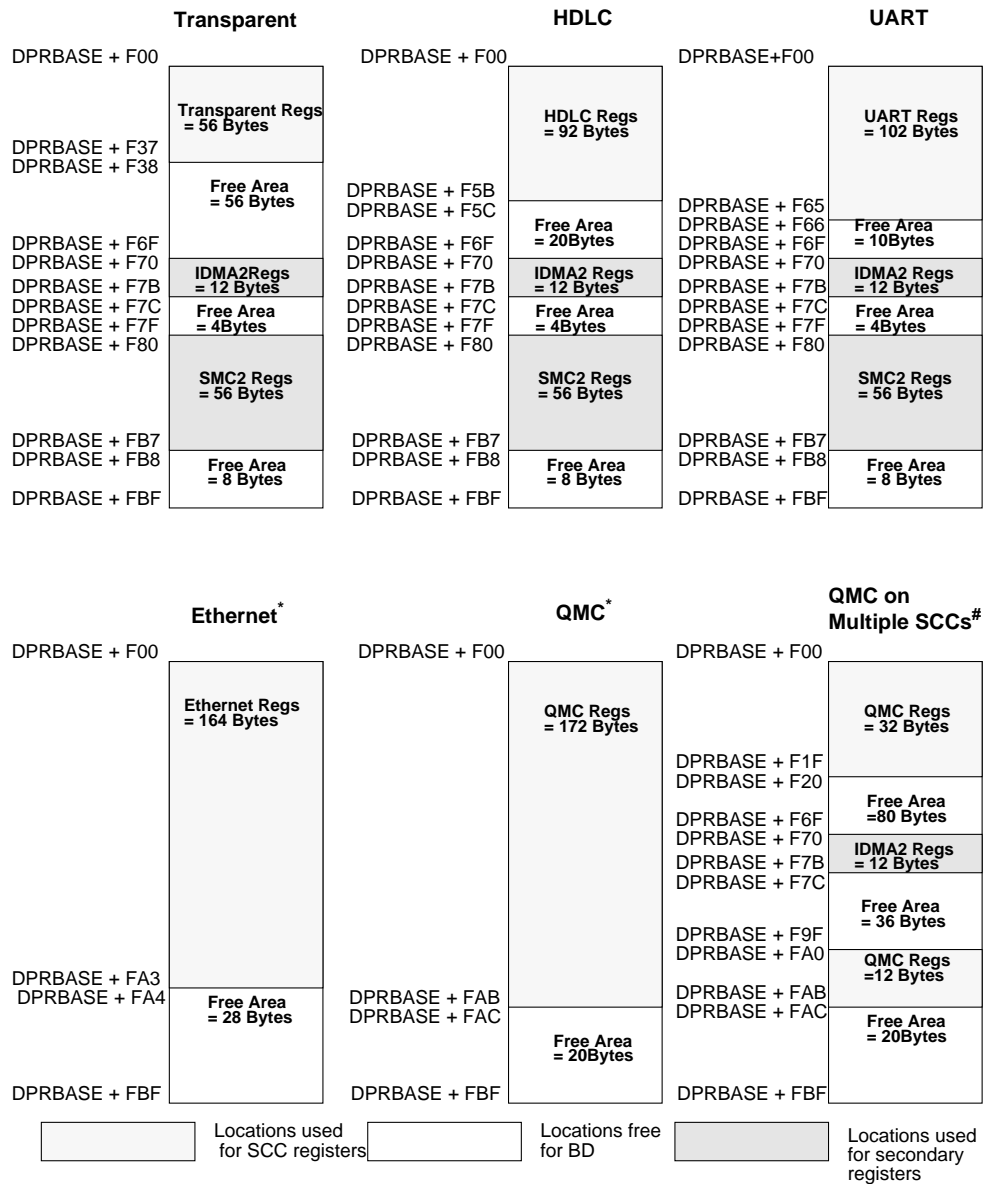 Transparent
DPRBASE + F00
Transparent Regs
= 56 Bytes
DPRBASE + F37
DPRBASE + F38
Free Area
= 56 Bytes
DPRBASE + F6F
DPRBASE + F70
IDMA2Regs
= 12 Bytes
DPRBASE + F7B
DPRBASE + F7C
Free Area
= 4Bytes
DPRBASE + F7F
DPRBASE + F80
SMC2 Regs
= 56 Bytes
DPRBASE + FB7
DPRBASE + FB8
Free Area
= 8 Bytes
DPRBASE + FBF
HDLC
DPRBASE + F00
HDLC Regs
= 92 Bytes
DPRBASE + F5B
DPRBASE + F5C
Free Area
= 20Bytes
DPRBASE + F6F
DPRBASE + F70
IDMA2 Regs
= 12 Bytes
DPRBASE + F7B
DPRBASE + F7C
Free Area
= 4Bytes
DPRBASE + F7F
DPRBASE + F80
SMC2 Regs
= 56 Bytes
DPRBASE + FB7
DPRBASE + FB8
Free Area
= 8 Bytes
DPRBASE + FBF
UART
DPRBASE+F00
UART Regs
= 102 Bytes
DPRBASE + F65
DPRBASE + F66
Free Area
= 10Bytes
DPRBASE + F6F
DPRBASE + F70
IDMA2 Regs
= 12 Bytes
DPRBASE + F7B
DPRBASE + F7C
Free Area
= 4Bytes
DPRBASE + F7F
DPRBASE + F80
SMC2 Regs
= 56 Bytes
DPRBASE + FB7
DPRBASE + FB8
Free Area
= 8 Bytes
DPRBASE + FBF
Ethernet*
DPRBASE + F00
Ethernet Regs
= 164 Bytes
DPRBASE + FA3
DPRBASE + FA4
Free Area
= 28 Bytes
DPRBASE + FBF
QMC*
DPRBASE + F00
QMC Regs
= 172 Bytes
DPRBASE + FAB
DPRBASE + FAC
Free Area
= 20Bytes
DPRBASE + FBF
QMC on
Multiple SCCs#
DPRBASE + F00
QMC Regs
= 32 Bytes
DPRBASE + F1F
DPRBASE + F20
Free Area
=80 Bytes
DPRBASE + F6F
DPRBASE + F70
IDMA2 Regs
= 12 Bytes
DPRBASE + F7B
DPRBASE + F7C
Free Area
= 36 Bytes
DPRBASE + F9F
DPRBASE + FA0
QMC Regs
=12 Bytes
DPRBASE + FAB
DPRBASE + FAC
Free Area
= 20Bytes
DPRBASE + FBF
Locations used
for SCC registers
Locations free
for BD
Locations used
for secondary
registers